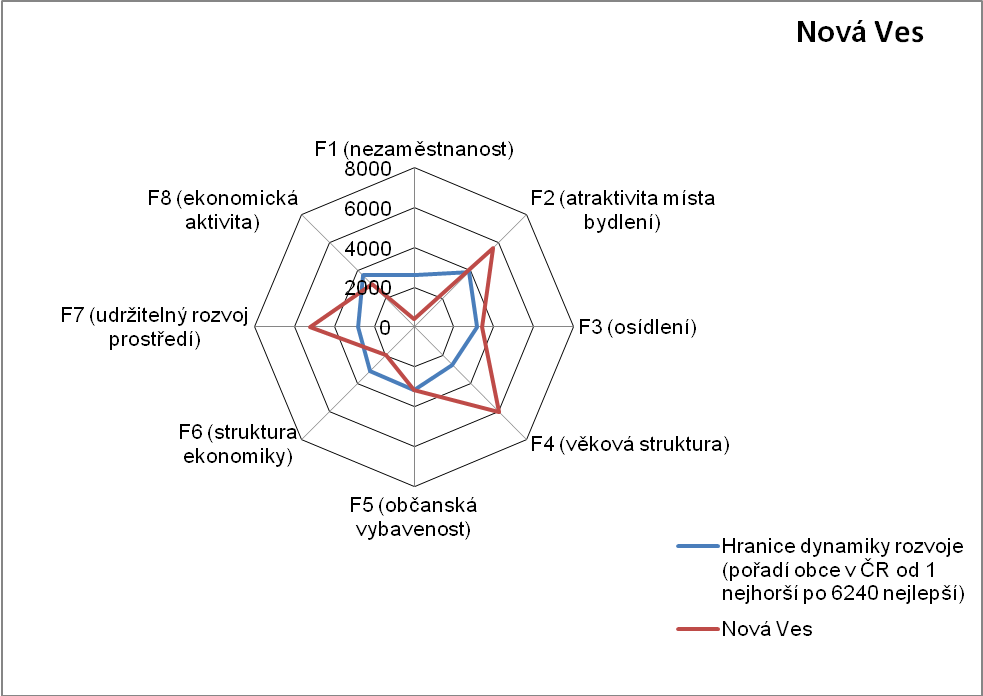 Nová Ves
F1 (nezaměstnanost)
8000
6000
4000
2000
0
F2 (atraktivita místa
bydlení)
F3 (osídlení)
F4 (věková struktura)
F5 (občanská
vybavenost)
F6 (struktura
ekonomiky)
F7 (udržitelný rozvoj
prostředí)
F8 (ekonomická
aktivita)
Hranice dynamiky rozvoje
(pořadí obce v ČR od 1
nejhorší po 6240 nejlepší)
Nová Ves